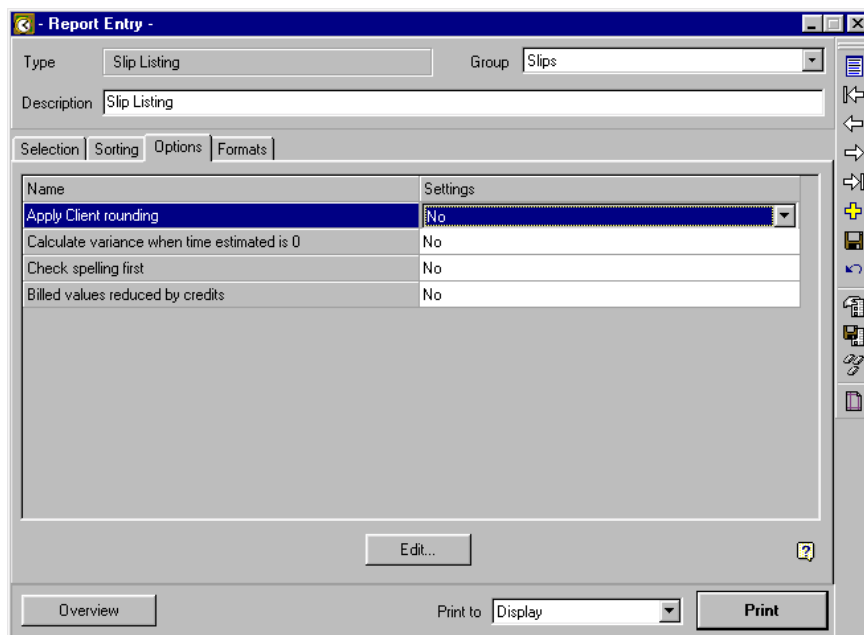 - Report Entry -
Type Slip Listing Group Slips
Description Slip Listing
Selection Sorting Options Formats
Name Settings
Apply Client rounding No
Calculate variance when time estimated is 0 No
Check spelling first No
Billed values reduced by credits No
Edit...
Overview Print to Display Print